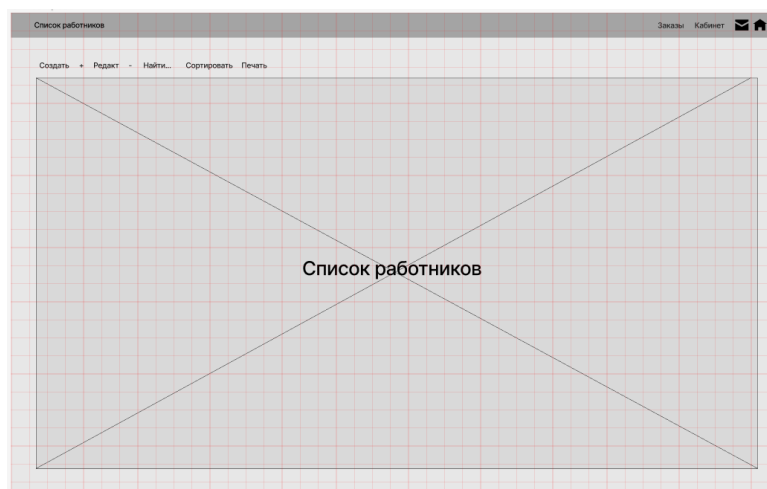 Список работников Заказы Кабинет
Создать + Редакт - Найти... Сортировать Печать
Список работников